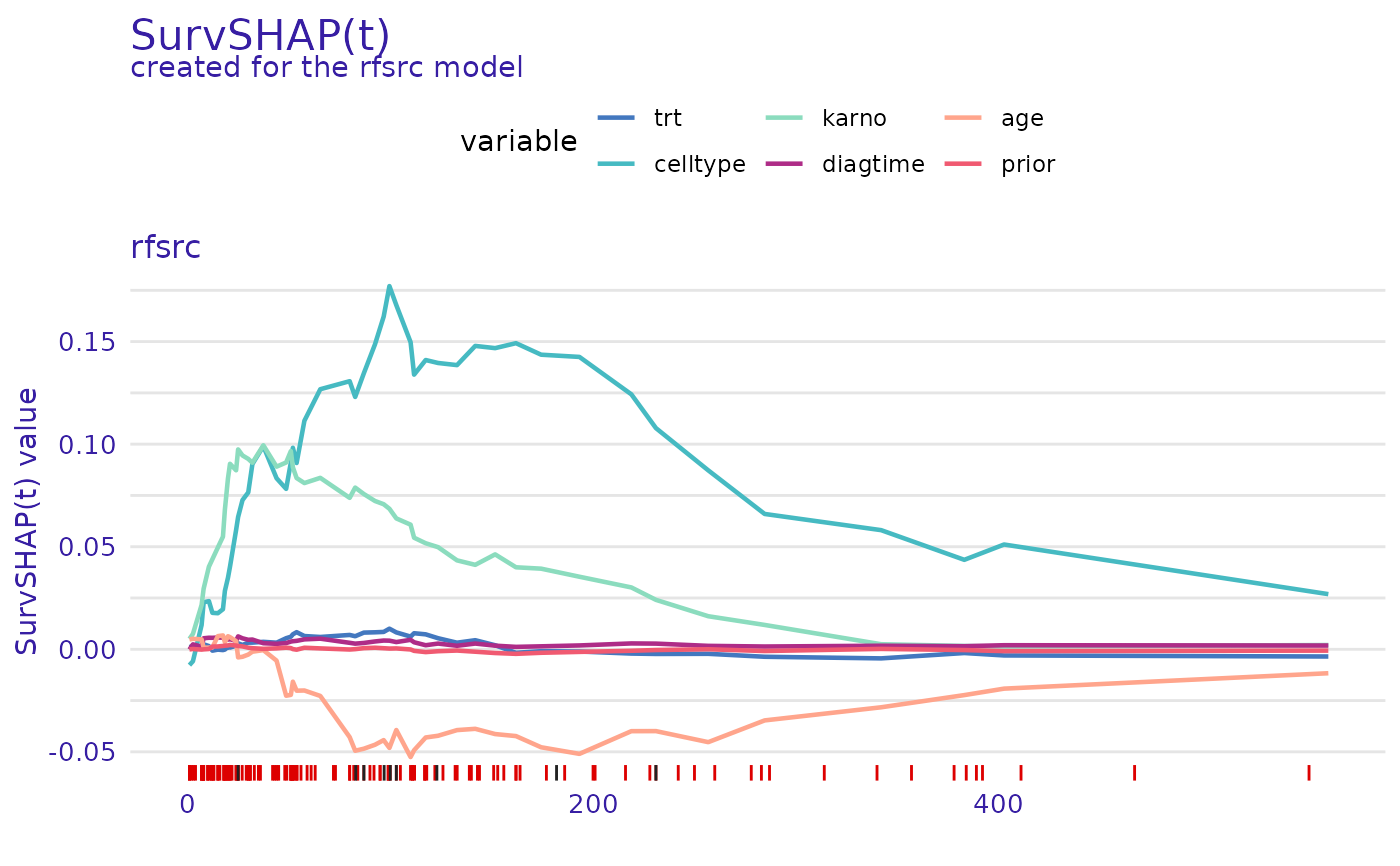 SurvSHAP(t)
created for the rfsrc model
variable
trt
karno
age
celltype
diagtime
prior
rfsrc
SurvSHAP(t) value
0.15
0.10
0.05
0.00
-0.05
0
200
400